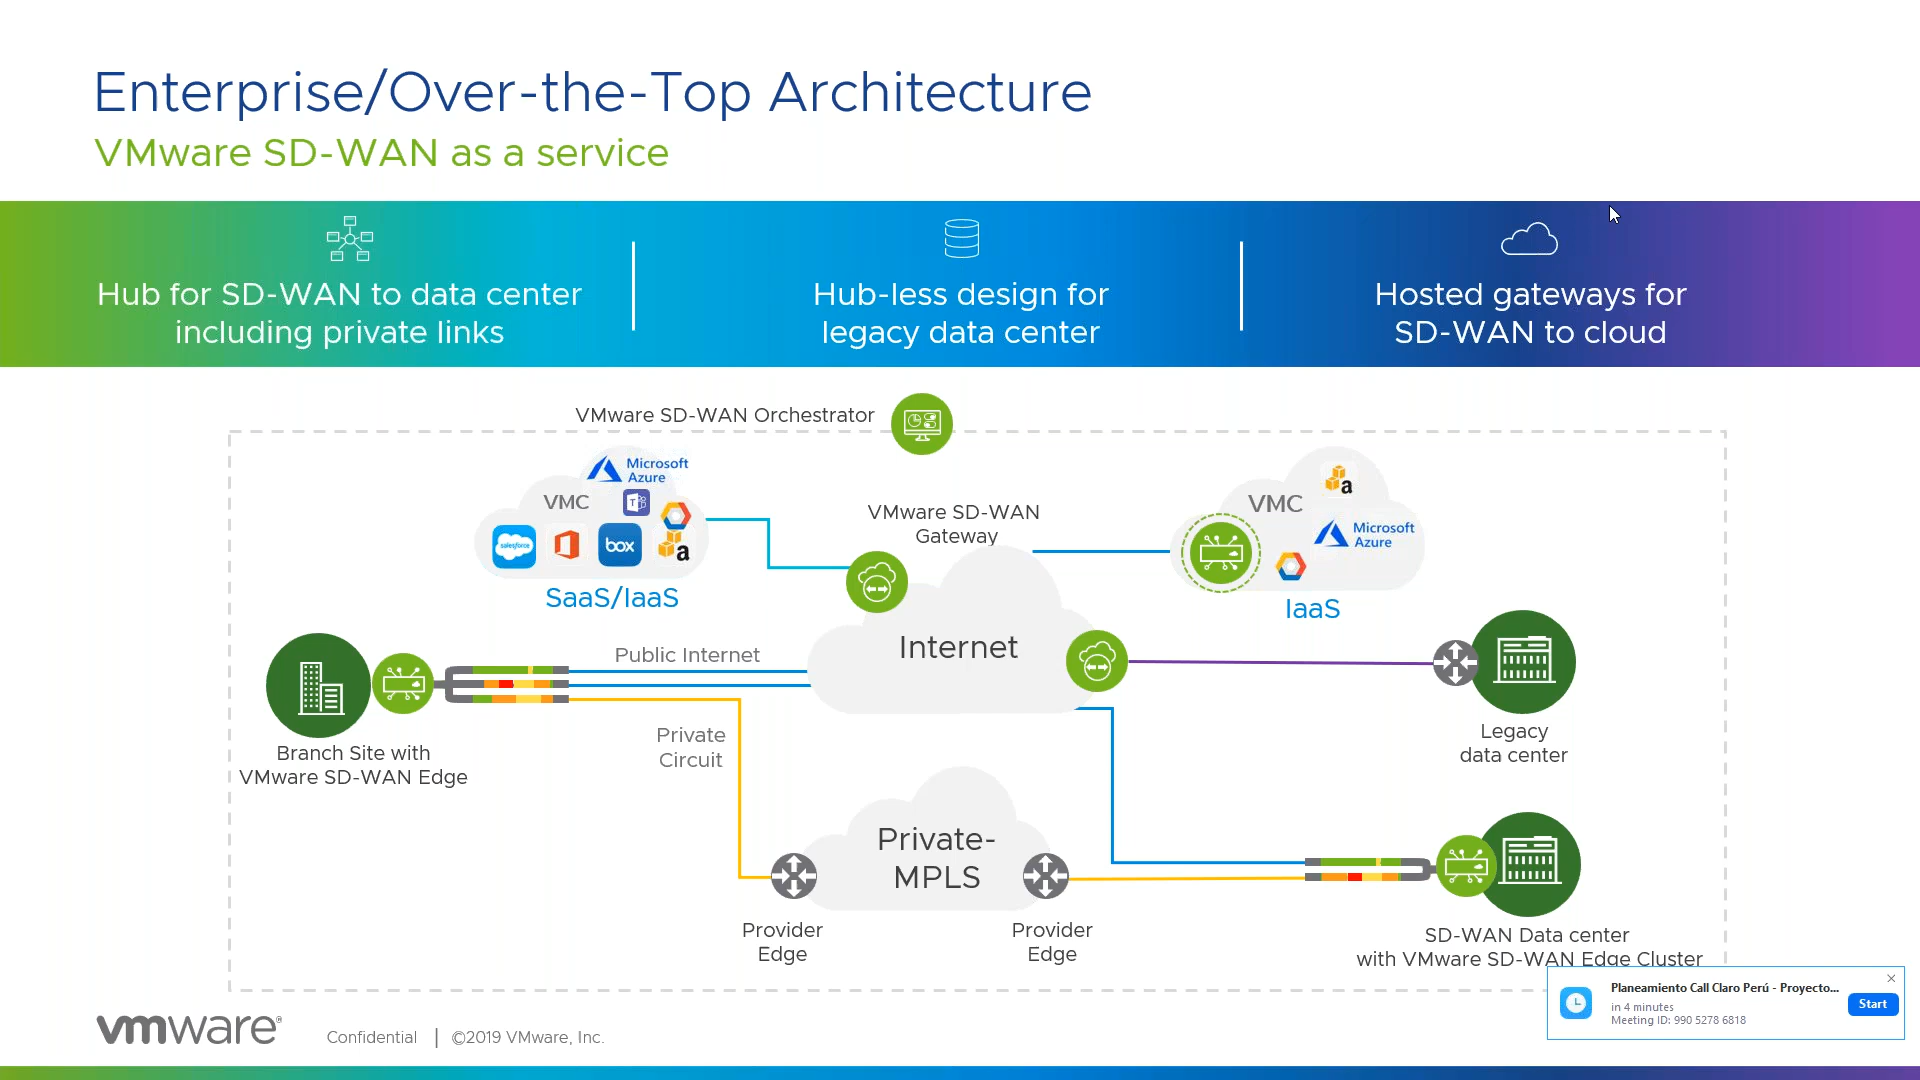 Enterprise/Over-the-Top Architecture
VMware SD-WAN as a service
Hub for SD-WAN to data center
including private links
Hub-less design for
legacy data center
Hosted gateways for
SD-WAN to cloud
VMware SD-WAN Orchestrator
Microsoft
Azure
VMC
salesforce
box
a
SaaS/IaaS
VMware SD-WAN
Gateway
VMC
a
Microsoft
Azure
IaaS
Internet
Public Internet
Private
Circuit
Branch Site with
VMware SD-WAN Edge
Legacy
data center
Private-
MPLS
Provider
Edge
Provider
Edge
SD-WAN Data center
with VMware SD-WAN Edge Cluster
vmware®
Confidential | ©2019 VMware, Inc.
Planeamiento Call Claro Perú - Proyecto...
in 4 minutes
Meeting ID: 990 5278 6818
Start